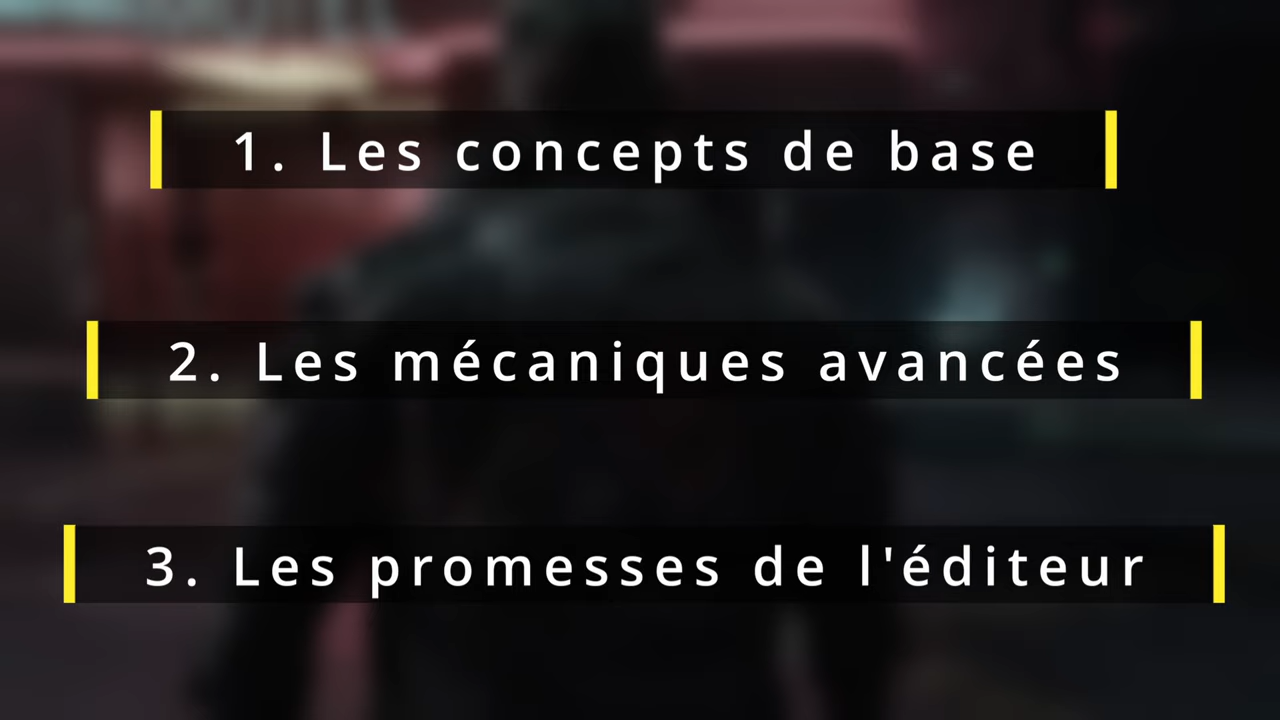 1. Les concepts de base
2. Les mécaniques avancées
3. Les promesses de l'éditeur